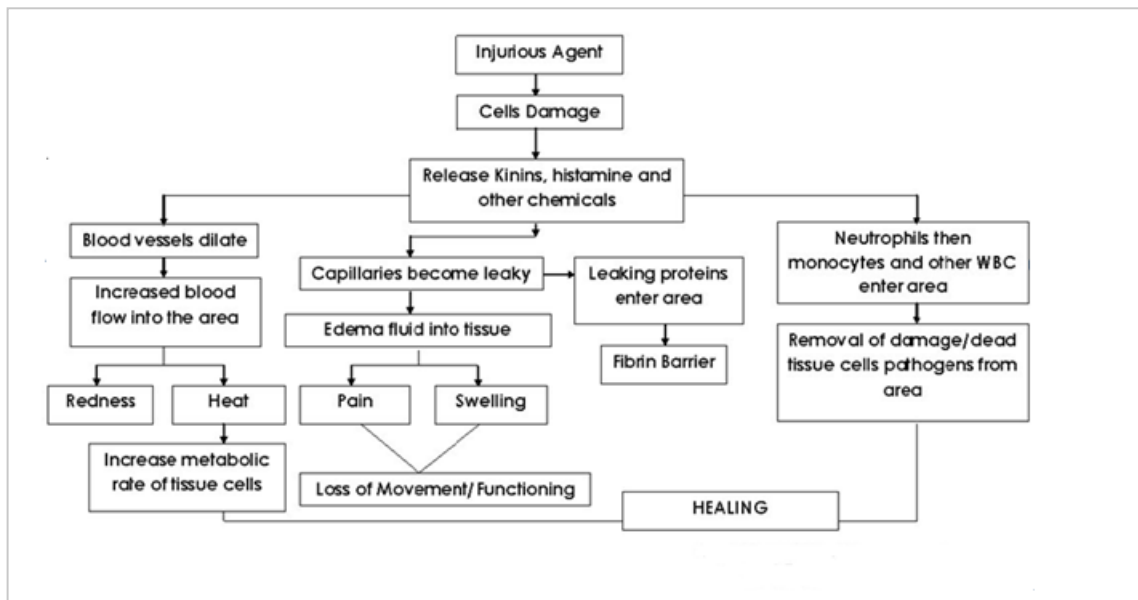 Injurious Agent
Cells Damage
Release Kinins, histamine and
other chemicals
Blood vessels dilate
Increased blood
flow into the area
Redness
Heat
Increase metabolic
rate of tissue cells
Capillaries become leaky
Edema fluid into tissue
Pain
Swelling
Loss of Movement/ Functioning
Leaking proteins
enter area
Fibrin Barrier
Neutrophils then
monocytes and other WBC
enter area
Removal of damage/dead
tissue cells pathogens from
area
HEALING